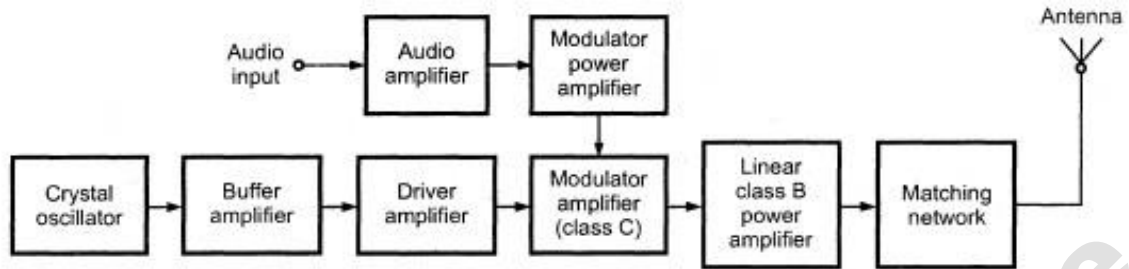 Antenna
Audio
input
Audio
amplifier
Modulator
power
amplifier
Crystal
oscillator
Buffer
amplifier
Driver
amplifier
Modulator
amplifier
(class C)
Linear
class B
power
amplifier
Matching
network